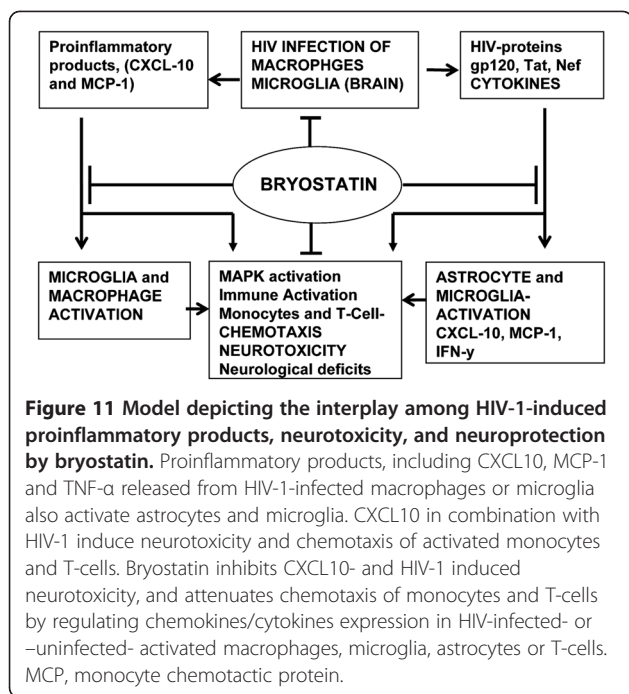 Proinflammatory
products, (CXCL-10
and MCP-1)
HIV INFECTION OF
MACROPHGES
MICROGLIA (BRAIN)
HIV-proteins
gp120, Tat, Nef
CYTOKINES
BRYOSTATIN
MICROGLIA and
MACROPHAGE
ACTIVATION
MAPK activation
Immune Activation
Monocytes and T-Cell-
CHEMOTAXIS
NEUROTOXICITY
Neurological deficits
ASTROCYTE and
MICROGLIA-
ACTIVATION
CXCL-10, MCP-1,
IFN-y
Figure 11 Model depicting the interplay among HIV-1-induced
proinflammatory products, neurotoxicity, and neuroprotection
by bryostatin. Proinflammatory products, including CXCL10, MCP-1
and TNF-α released from HIV-1-infected macrophages or microglia
also activate astrocytes and microglia. CXCL10 in combination with
HIV-1 induce neurotoxicity and chemotaxis of activated monocytes
and T-cells. Bryostatin inhibits CXCL10- and HIV-1 induced
neurotoxicity, and attenuates chemotaxis of monocytes and T-cells
by regulating chemokines/cytokines expression in HIV-infected- or
–uninfected- activated macrophages, microglia, astrocytes or T-cells.
MCP, monocyte chemotactic protein.